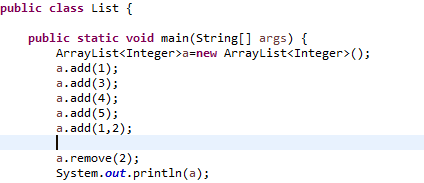 public class List {
public static void main(String[] args) {
ArrayList<Integer>a=new ArrayList<Integer>();
a.add(1);
a.add(3);
a.add(4);
a.add(5);
a.add(1,2);
a.remove(2);
System.out.println(a);